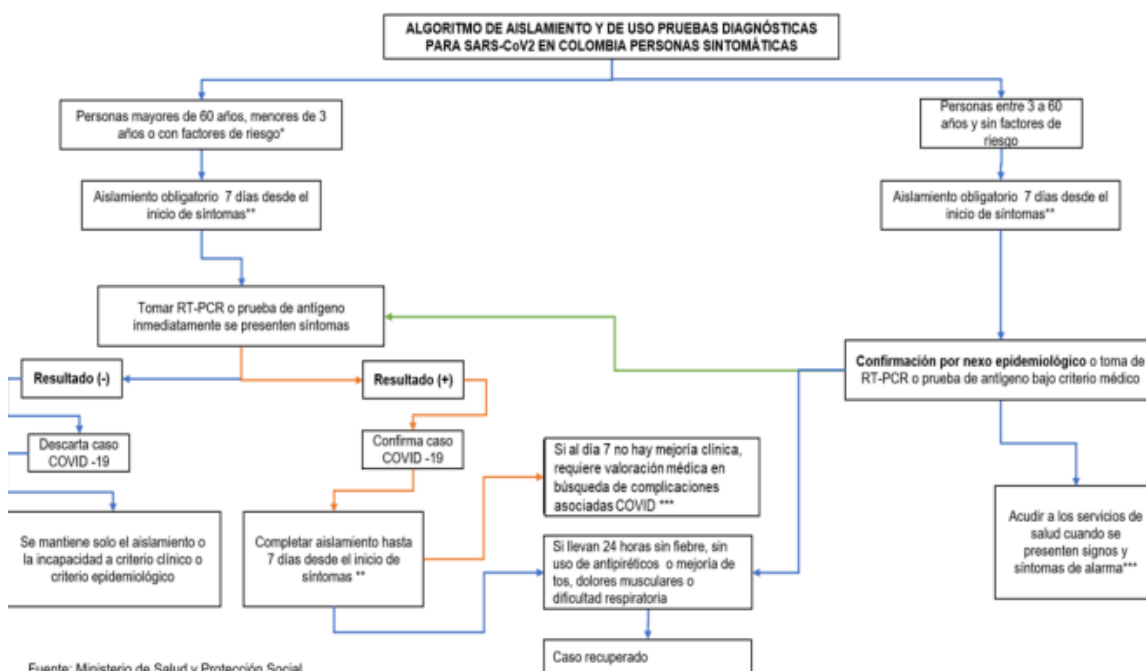 ALGORITMO DE AISLAMIENTO Y DE USO PRUEBAS DIAGNÓSTICAS
PARA SARS-CoV2 EN COLOMBIA PERSONAS SINTOMÁTICAS
Personas mayores de 60 años, menores de 3
años o con factores de riesgo*
Personas entre 3 a 60
años y sin factores de
riesgo
Aislamiento obligatorio 7 días desde el
inicio de síntomas**
Aislamiento obligatorio 7 días desde el
inicio de síntomas**
Tomar RT-PCR o prueba de antígeno
inmediatamente se presenten síntomas
Confirmación por nexo epidemiológico o toma de
RT-PCR o prueba de antígeno bajo criterio médico
Resultado (-)
Resultado (+)
Descarta caso
COVID -19
Confirma caso
COVID -19
Si al día 7 no hay mejoría clínica,
requiere valoración médica en
búsqueda de complicaciones
asociadas COVID ***
Se mantiene solo el aislamiento o
la incapacidad a criterio clínico o
criterio epidemiológico
Completar aislamiento hasta
7 días desde el inicio de
síntomas **
Si llevan 24 horas sin fiebre, sin
uso de antipiréticos o mejoría de
tos, dolores musculares o
dificultad respiratoria
Acudir a los servicios de
salud cuando se
presenten signos y
síntomas de alarma***
Caso recuperado
Fuente: Ministerio de Salud y Protección Social